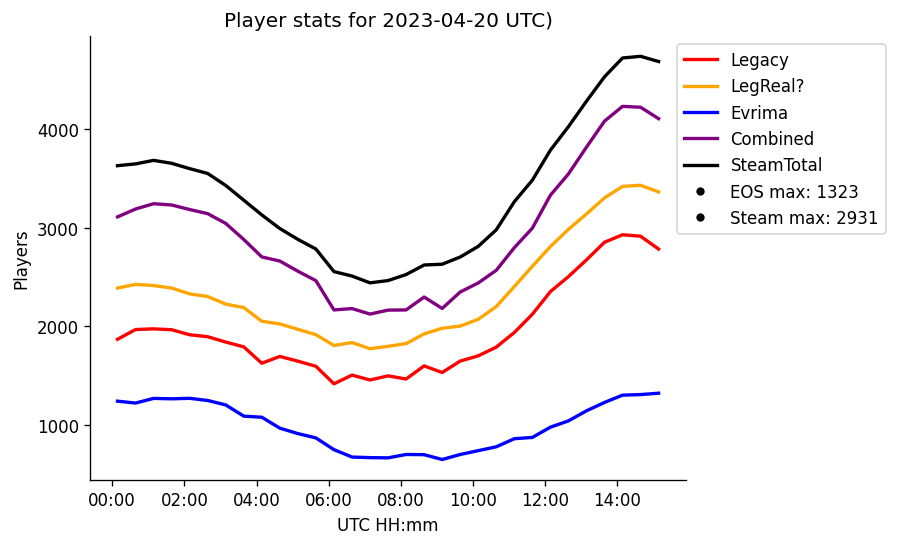 Player stats for 2023-04-20 UTC)
Legacy
LegReal?
Evrima
Combined
SteamTotal
EOS max: 1323
Steam max: 2931
Players
4000
3000
2000
1000
00:00 02:00 04:00 06:00 08:00 10:00 12:00 14:00
UTC HH:mm